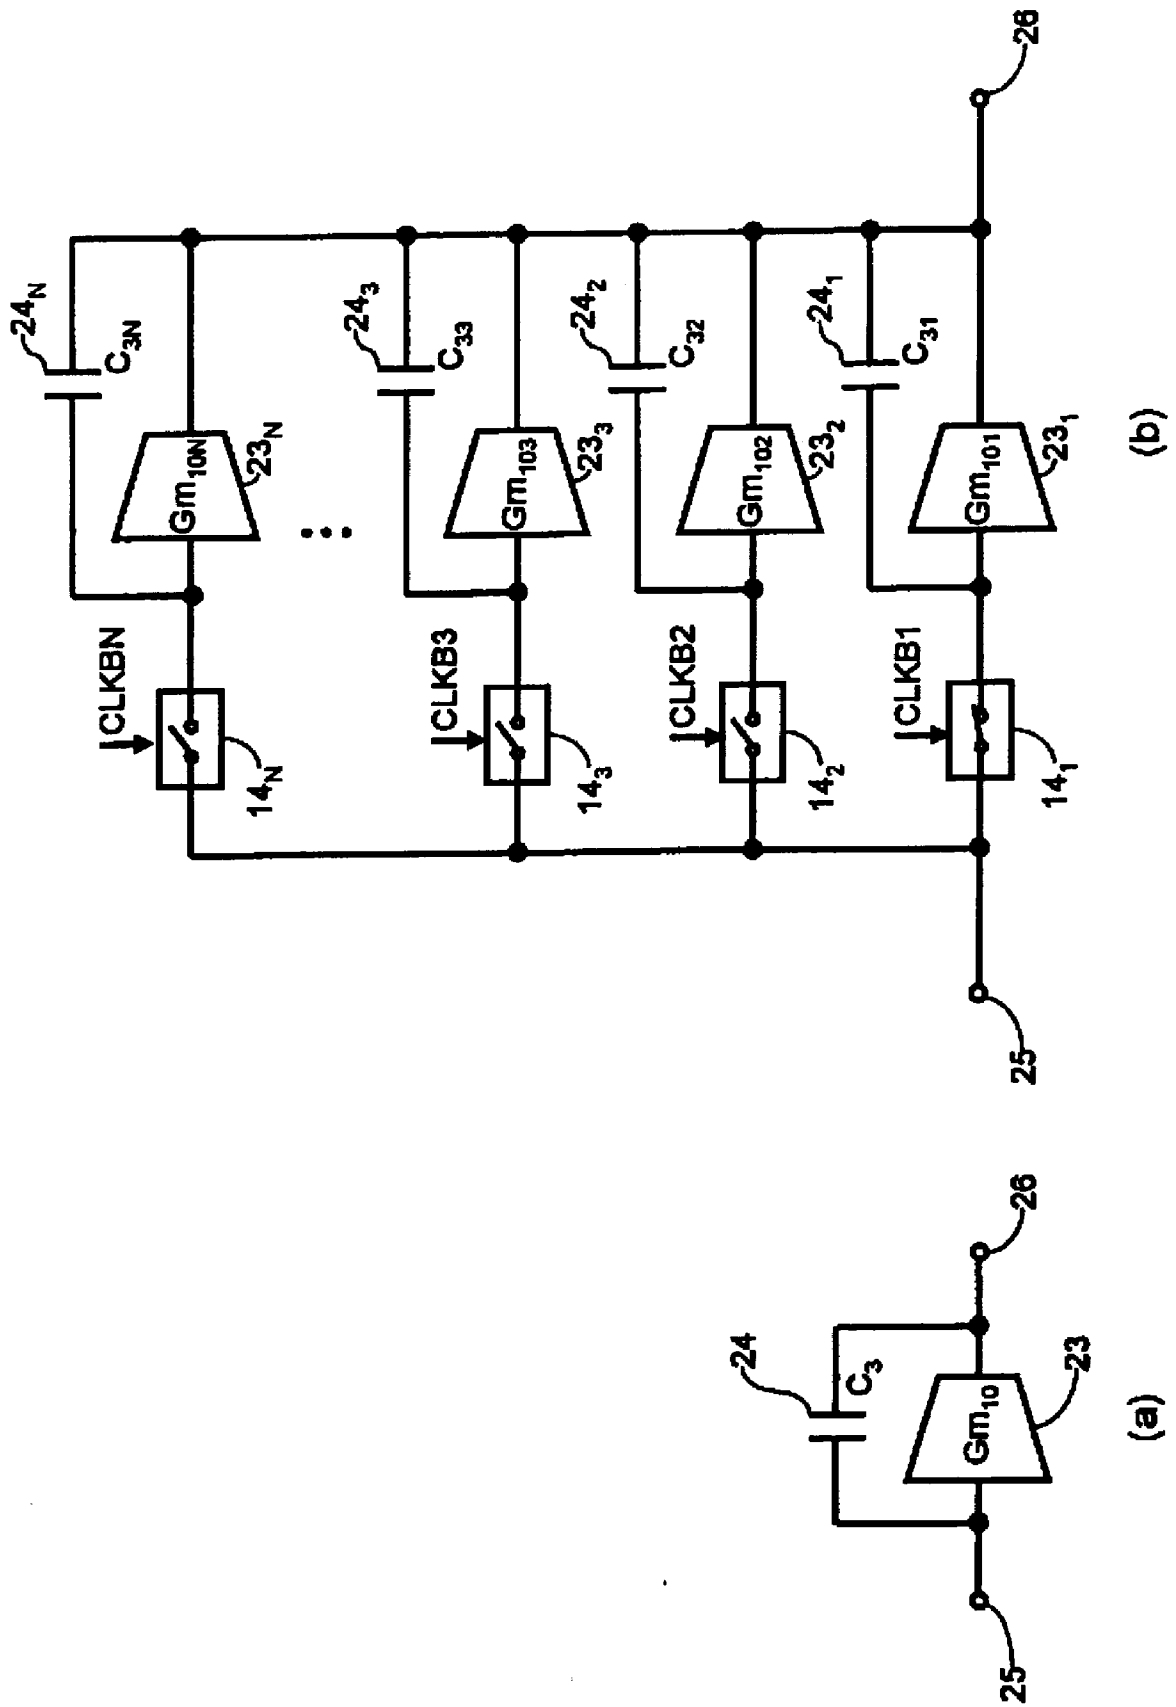 24
C₃
Gm₁₀
23
25
26
(a)
24N
C3N
CLKBN
Gm10N
23N
14N
24₃
C₃₃
CLKB3
Gm₁₀₃
23₃
14₃
24₂
C₃₂
CLKB2
Gm₁₀₂
23₂
14₂
24₁
C₃₁
CLKB1
Gm₁₀₁
23₁
14₁
25
26
(b)